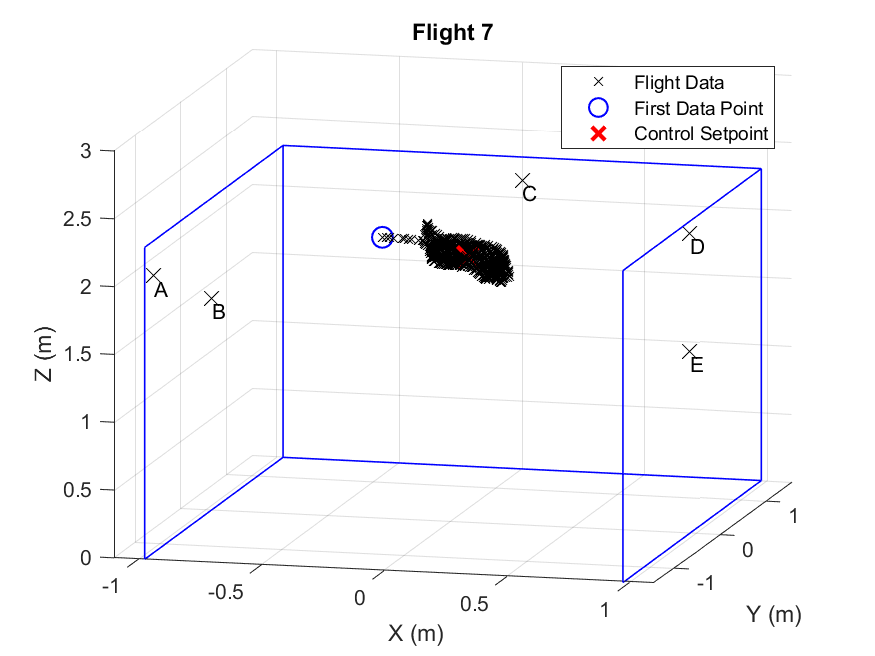 Flight 7
Flight Data
First Data Point
Control Setpoint
3
2.5
2
1.5
1
0.5
0
Z (m)
A
B
C
D
E
-1
-0.5
0
0.5
1
X (m)
-1
0
1
Y (m)